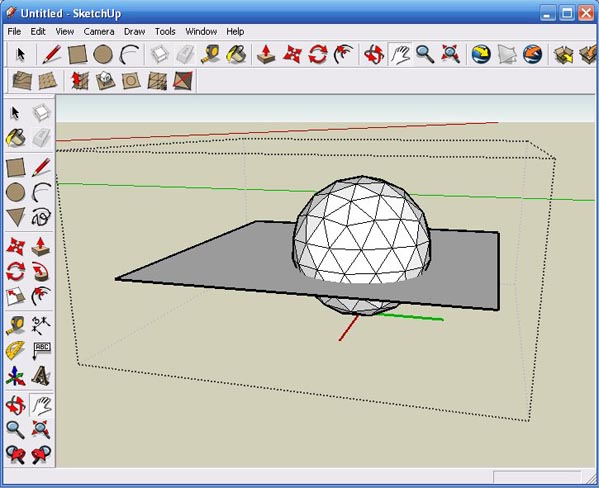 Untitled - SketchUp
File Edit View Camera Draw Tools Window Help
ABC
A